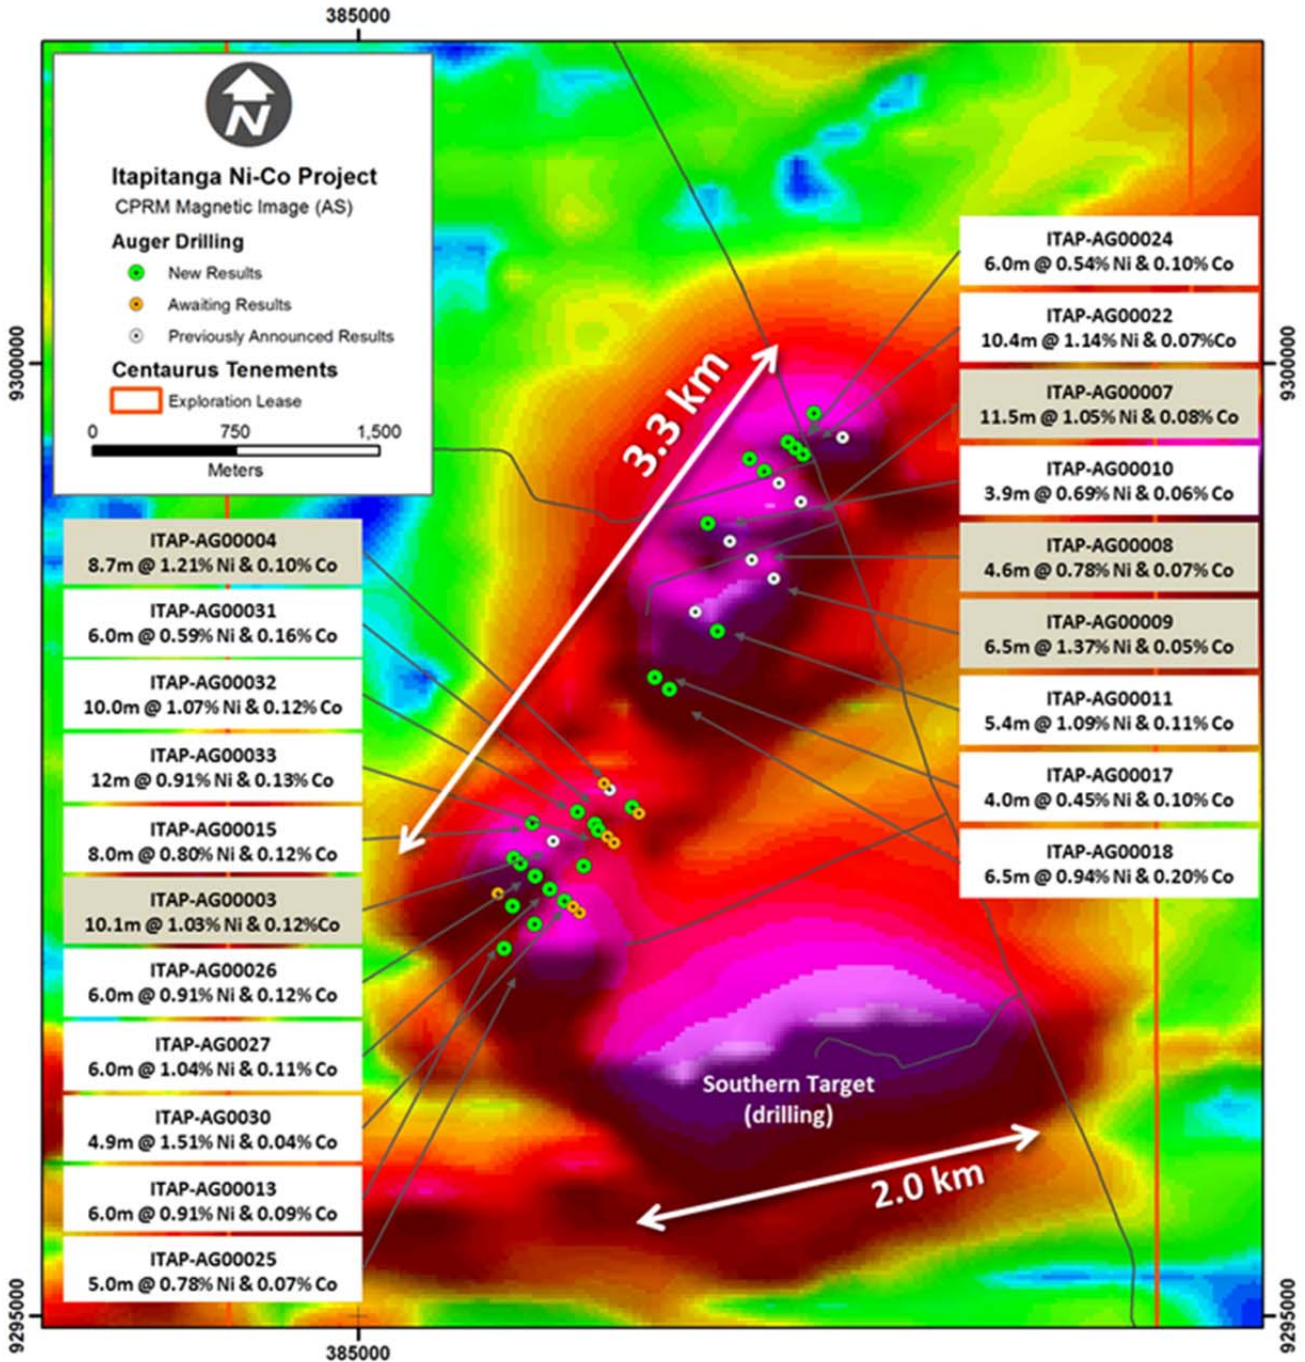 385000
N
Itapitanga Ni-Co Project
CPRM Magnetic Image (AS)
Auger Drilling
New Results
Awaiting Results
Previously Announced Results
Centaurus Tenements
Exploration Lease
0 750 1,500
Meters
9300000
9300000
3.3 km
ITAP-AG00024
6.0m @ 0.54% Ni & 0.10% Co
ITAP-AG00022
10.4m @ 1.14% Ni & 0.07%Co
ITAP-AG00007
11.5m @ 1.05% Ni & 0.08% Co
ITAP-AG00010
3.9m @ 0.69% Ni & 0.06% Co
ITAP-AG00008
4.6m @ 0.78% Ni & 0.07% Co
ITAP-AG00009
6.5m @ 1.37% Ni & 0.05% Co
ITAP-AG00011
5.4m @ 1.09% Ni & 0.11% Co
ITAP-AG00017
4.0m @ 0.45% Ni & 0.10% Co
ITAP-AG00018
6.5m @ 0.94% Ni & 0.20% Co
ITAP-AG00004
8.7m @ 1.21% Ni & 0.10% Co
ITAP-AG00031
6.0m @ 0.59% Ni & 0.16% Co
ITAP-AG00032
10.0m @ 1.07% Ni & 0.12% Co
ITAP-AG00033
12m @ 0.91% Ni & 0.13% Co
ITAP-AG00015
8.0m @ 0.80% Ni & 0.12% Co
ITAP-AG00003
10.1m @ 1.03% Ni & 0.12%Co
ITAP-AG00026
6.0m @ 0.91% Ni & 0.12% Co
ITAP-AG0027
6.0m @ 1.04% Ni & 0.11% Co
ITAP-AG0030
4.9m @ 1.51% Ni & 0.04% Co
ITAP-AG00013
6.0m @ 0.91% Ni & 0.09% Co
ITAP-AG00025
5.0m @ 0.78% Ni & 0.07% Co
Southern Target
(drilling)
2.0 km
9295000
9295000
385000